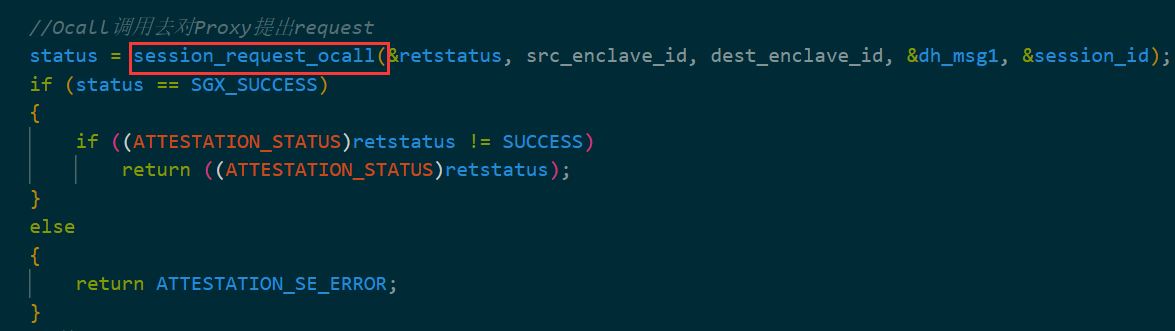 //Ocall调用去对Proxy提出request
status = session_request_ocall(&retstatus, src_enclave_id, dest_enclave_id, &dh_msg1, &session_id);
if (status == SGX_SUCCESS)
{
if ((ATTESTATION_STATUS)retstatus != SUCCESS)
return ((ATTESTATION_STATUS)retstatus);
}
else
{
return ATTESTATION_SE_ERROR;
}